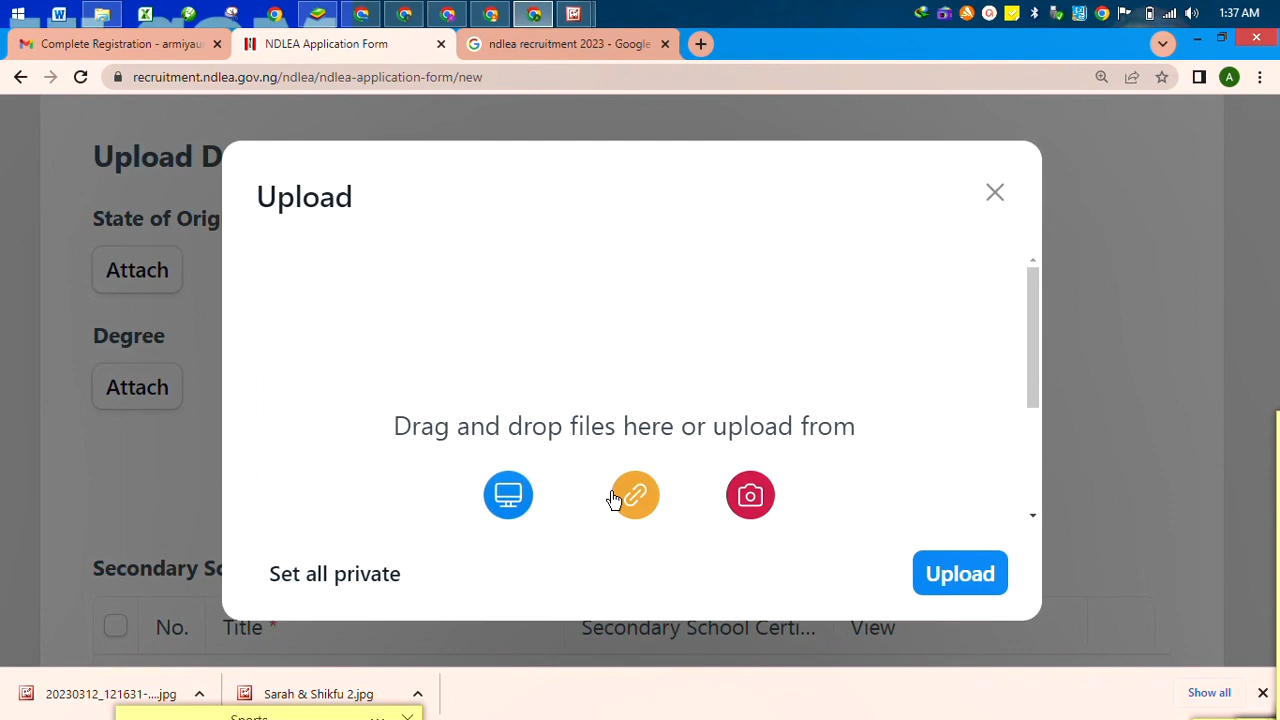 1:37 AM
Complete Registration - armiyau
NDLEA Application Form
ndlea recruitment 2023 - Google
recruitment.ndlea.gov.ng/ndlea/ndlea-application-form/new
A
Upload D
Upload
State of Orig
Attach
Degree
Attach
Drag and drop files here or upload from
Set all private
Upload
Secondary Sc
No.
Title *
Secondary School Certi...
View
20230312_121631-....jpg
Sarah & Shikfu 2.jpg
Show all
Sports